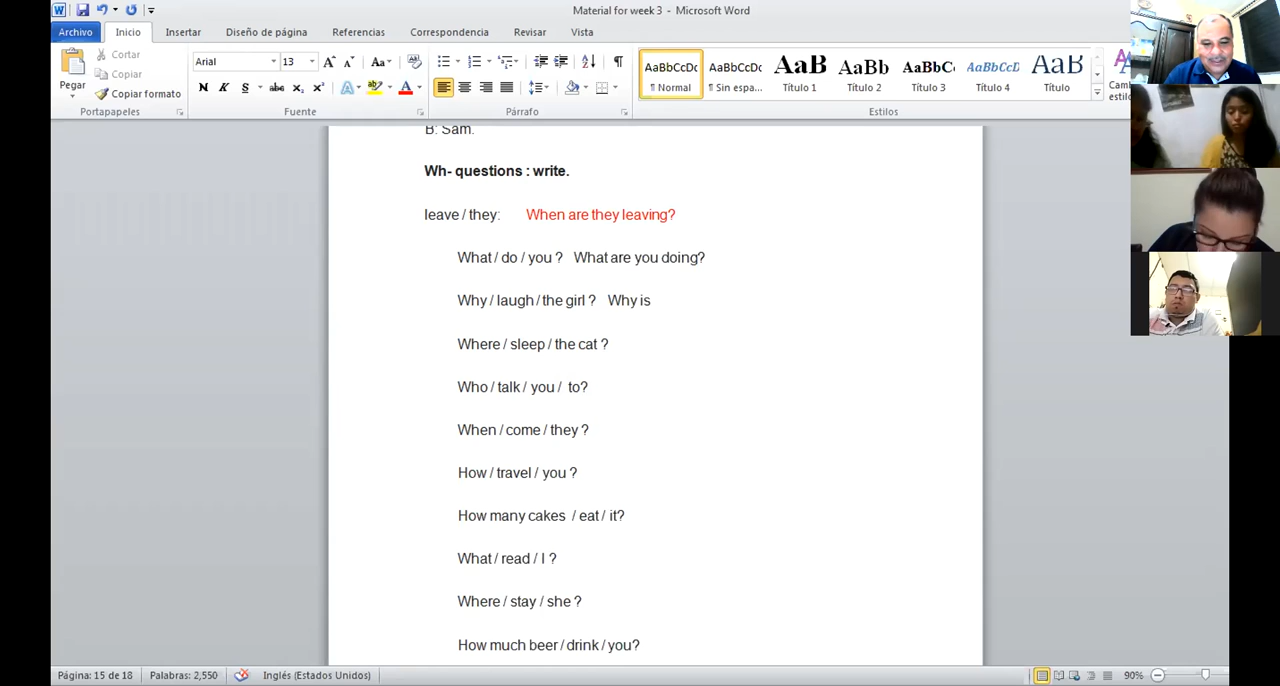 Material for week 3 - Microsoft Word
Archivo Inicio Insertar Diseño de página Referencias Correspondencia Revisar Vista
Pegar
Cortar
Copiar
Copiar formato
Portapapeles
Arial 13
N K S abc x₂ x²
Fuente
Párrafo
AaBbCcDc AaBbCcDc AaB AaBb AaBbC AaBbCcD AaB
¶ Normal ¶ Sin espa... Título 1 Título 2 Título 3 Título 4 Título
Estilos
B: Sam.
Wh- questions : write.
leave / they: When are they leaving?
What / do / you ? What are you doing?
Why / laugh / the girl ? Why is
Where / sleep / the cat ?
Who / talk / you / to?
When / come / they ?
How / travel / you ?
How many cakes / eat / it?
What / read / I ?
Where / stay / she ?
How much beer / drink / you?
Página: 15 de 18 Palabras: 2,550 Inglés (Estados Unidos) 90%